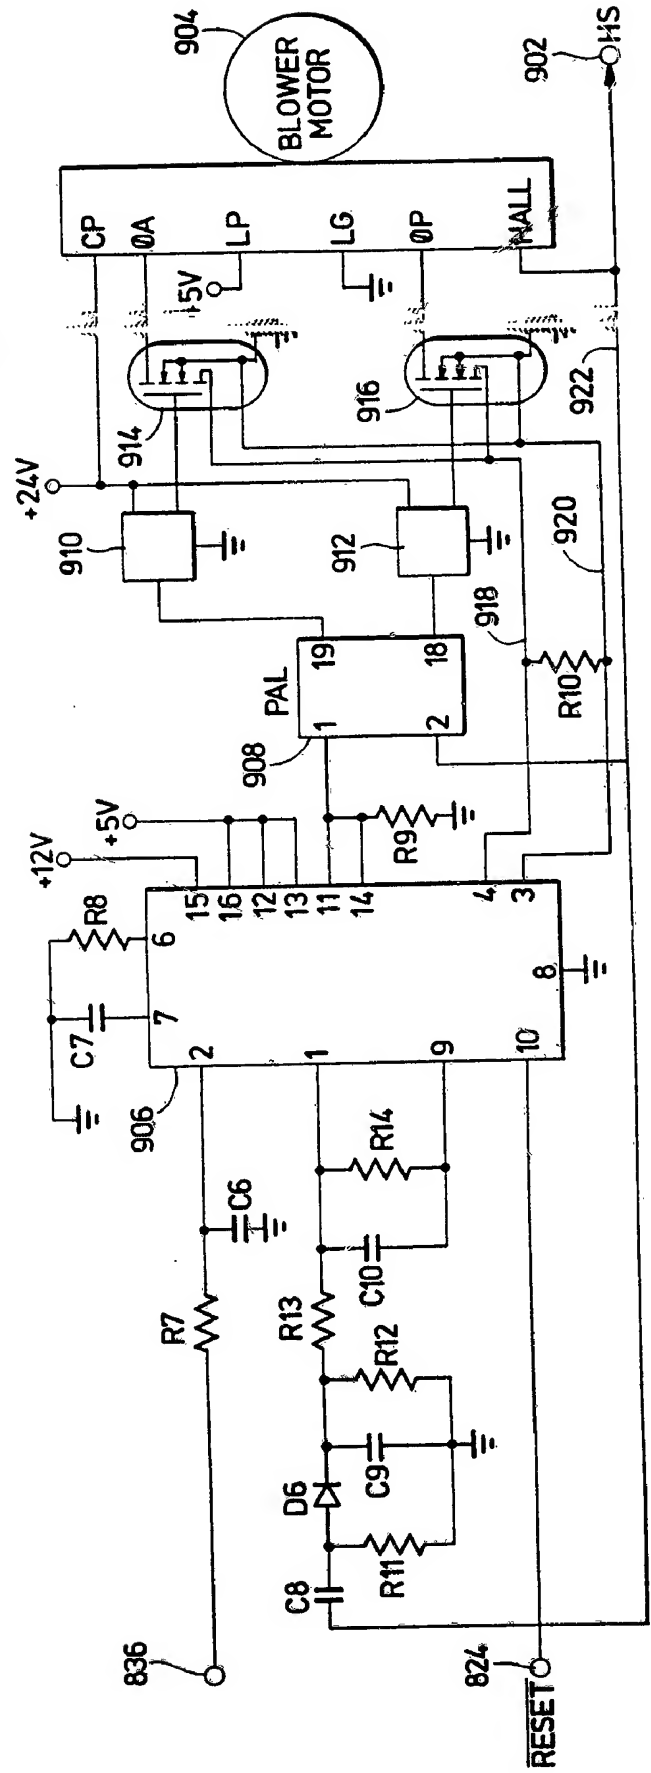 836
R7
C6
906
C7
R8
+12V
+5V
2
7
6
15
16
12
13
11
14
1
9
10
8
4
3
C8
D6
R11
C9
R12
R13
C10
R14
824
RESET
R9
908
PAL
1
2
19
18
910
912
+24V
914
916
918
920
922
R10
+5V
CP
ØA
LP
LG
ØP
HALL
904
BLOWER
MOTOR
902
HS